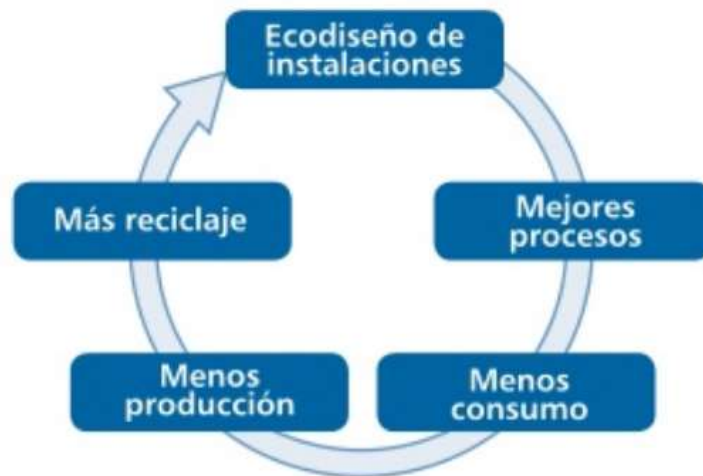 Ecodiseño de
instalaciones
Mejores
procesos
Menos
consumo
Menos
producción
Más reciclaje